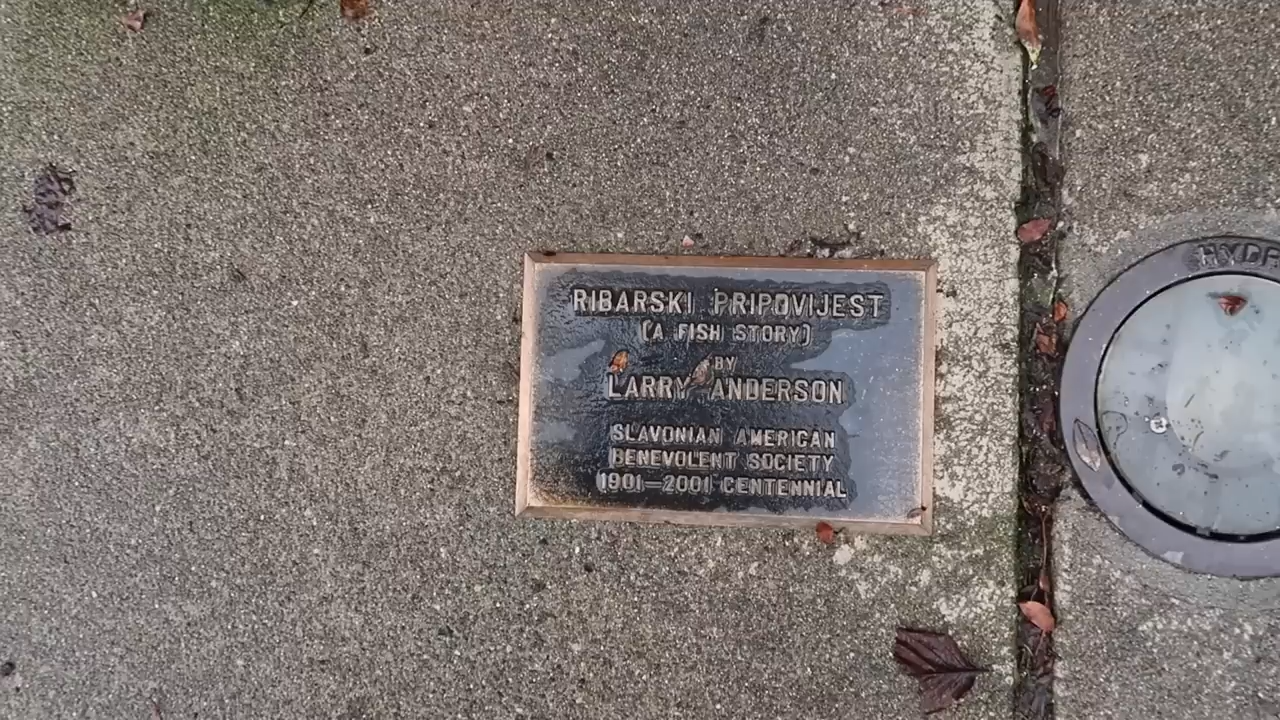 RIBARSKI PRIPOVIJEST
(A FISH STORY)
BY
LARRY ANDERSON
SLAVONIAN AMERICAN
BENEVOLENT SOCIETY
1901—2001 CENTENNIAL